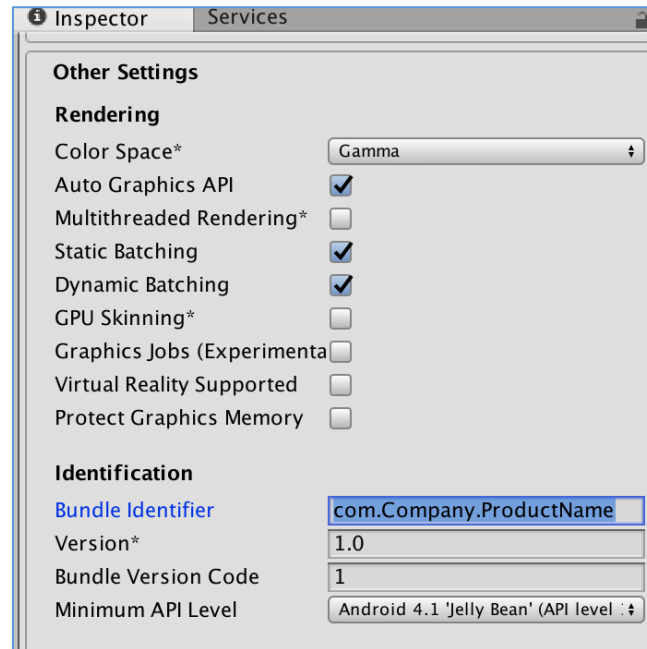 Inspector Services
Other Settings
Rendering
Color Space* Gamma
Auto Graphics API
Multithreaded Rendering*
Static Batching
Dynamic Batching
GPU Skinning*
Graphics Jobs (Experimenta
Virtual Reality Supported
Protect Graphics Memory
Identification
Bundle Identifier com.Company.ProductName
Version* 1.0
Bundle Version Code 1
Minimum API Level Android 4.1 'Jelly Bean' (API level